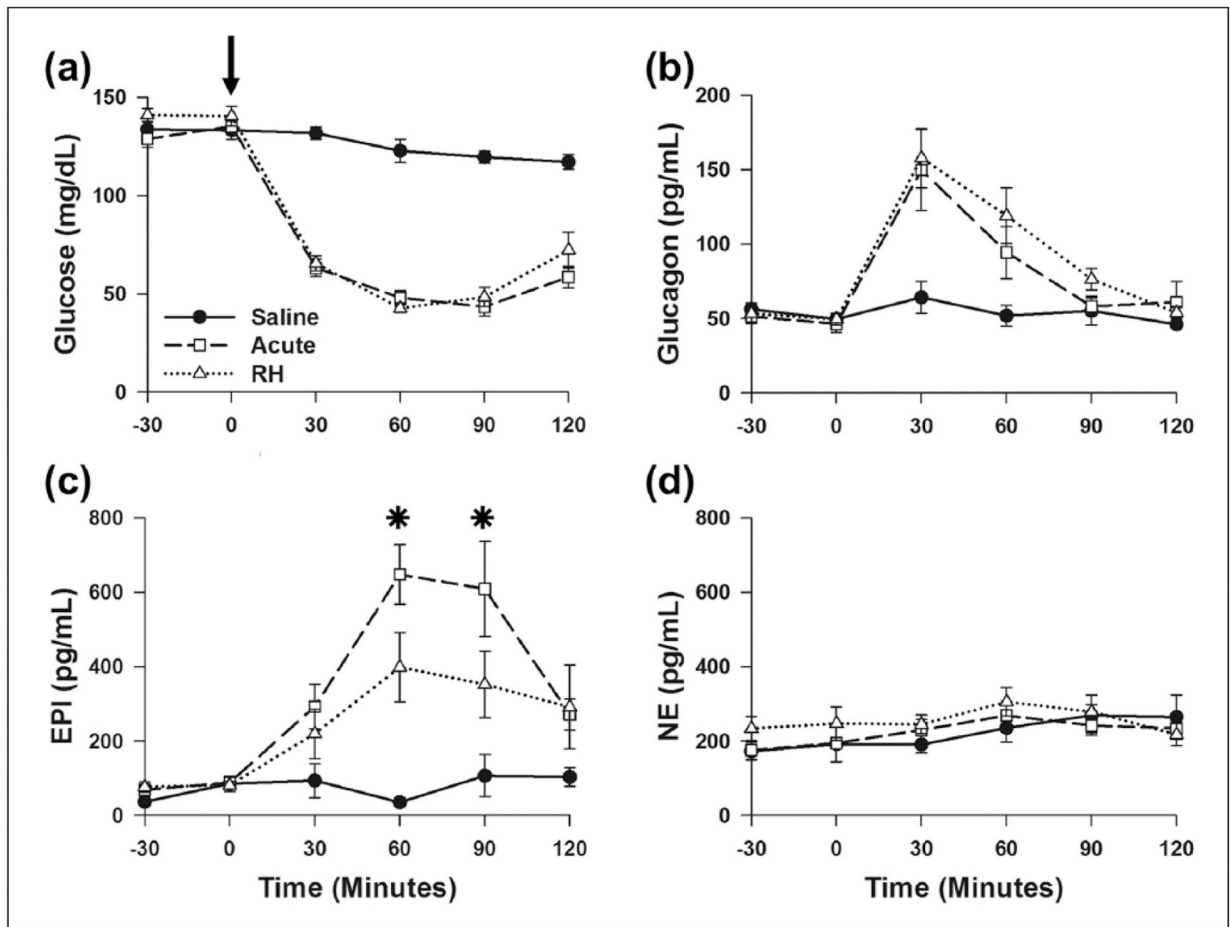 (a)
Glucose (mg/dL)
150
100
50
0
Saline
Acute
RH
-30 0 30 60 90 120
(b)
Glucagon (pg/mL)
200
150
100
50
0
-30 0 30 60 90 120
(c)
EPI (pg/mL)
800
600
400
200
0
-30 0 30 60 90 120
Time (Minutes)
(d)
NE (pg/mL)
800
600
400
200
0
-30 0 30 60 90 120
Time (Minutes)